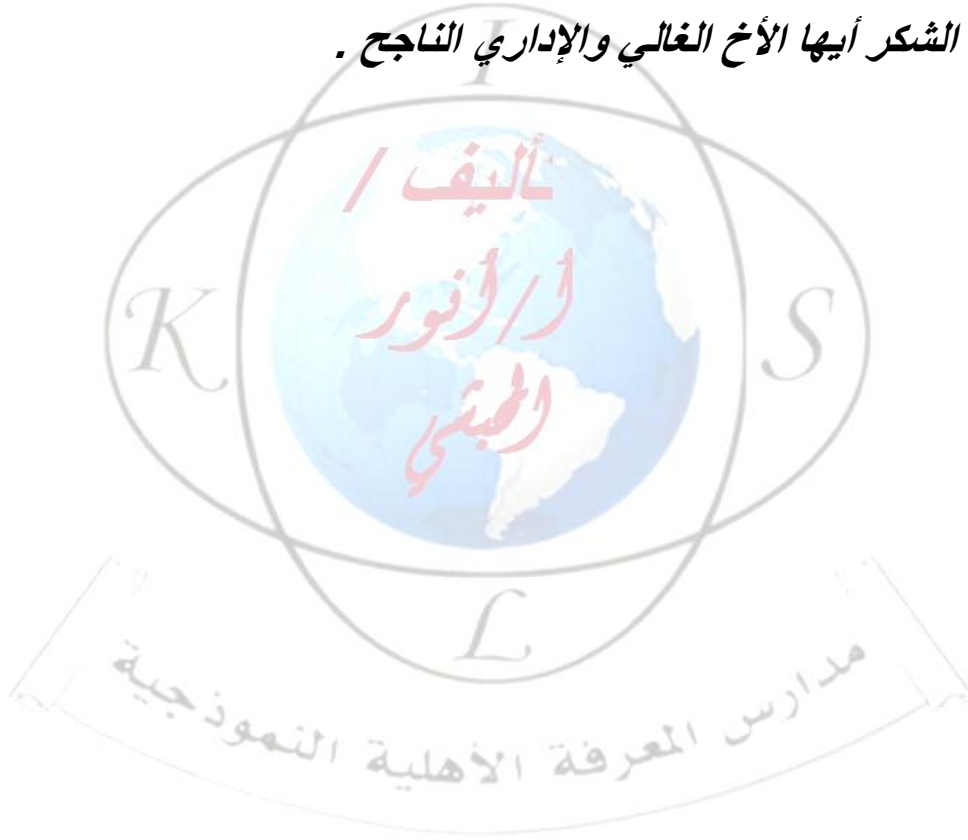 الشكر أيها الأخ الغالي والإداري الناجح .
تأليف /
أ/ أنور
الحبشي
I
K
S
L
مدارس المعرفة الأهلية النموذجية